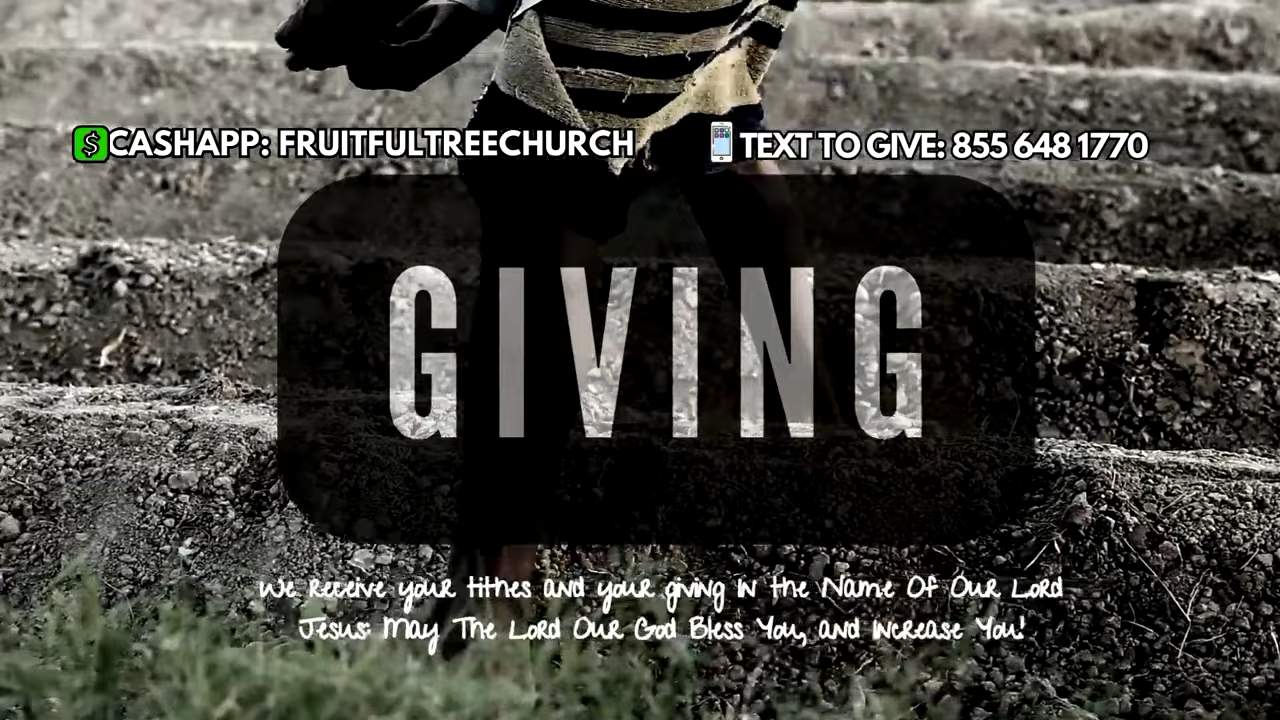 $ CASHAPP: FRUITFULTREECHURCH
TEXT TO GIVE: 855 648 1770
GIVING
We receive your tithes and your giving in the Name Of Our Lord
Jesus: May The Lord Our God Bless You, and increase You!